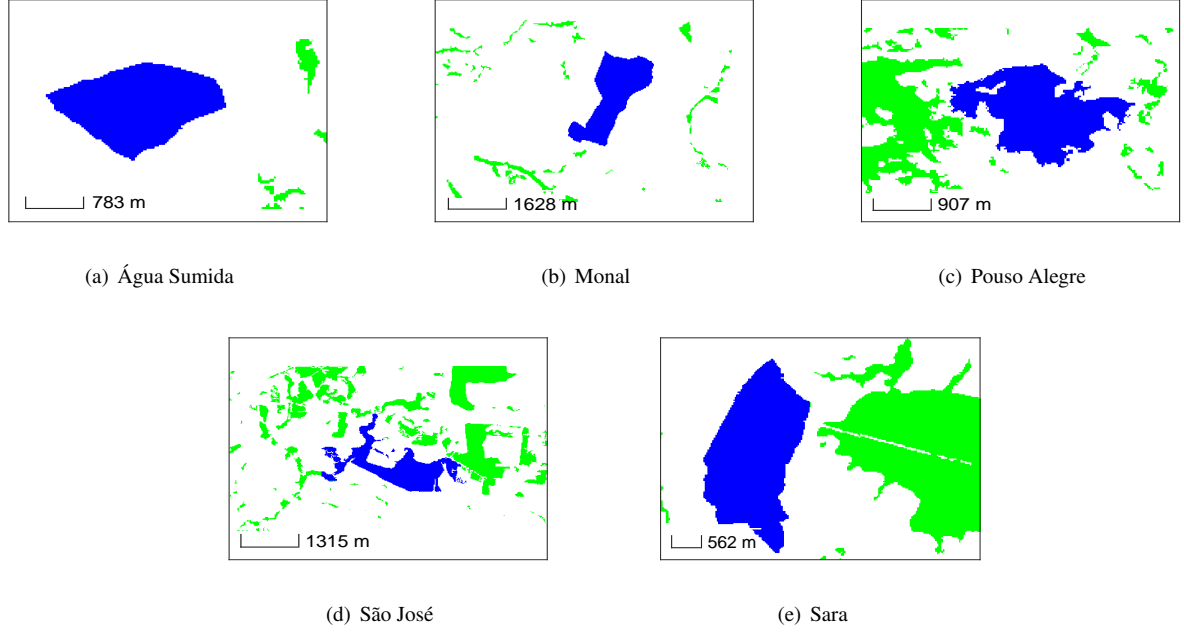 783 m
1628 m
907 m
(a) Água Sumida
(b) Monal
(c) Pouso Alegre
1315 m
562 m
(d) São José
(e) Sara